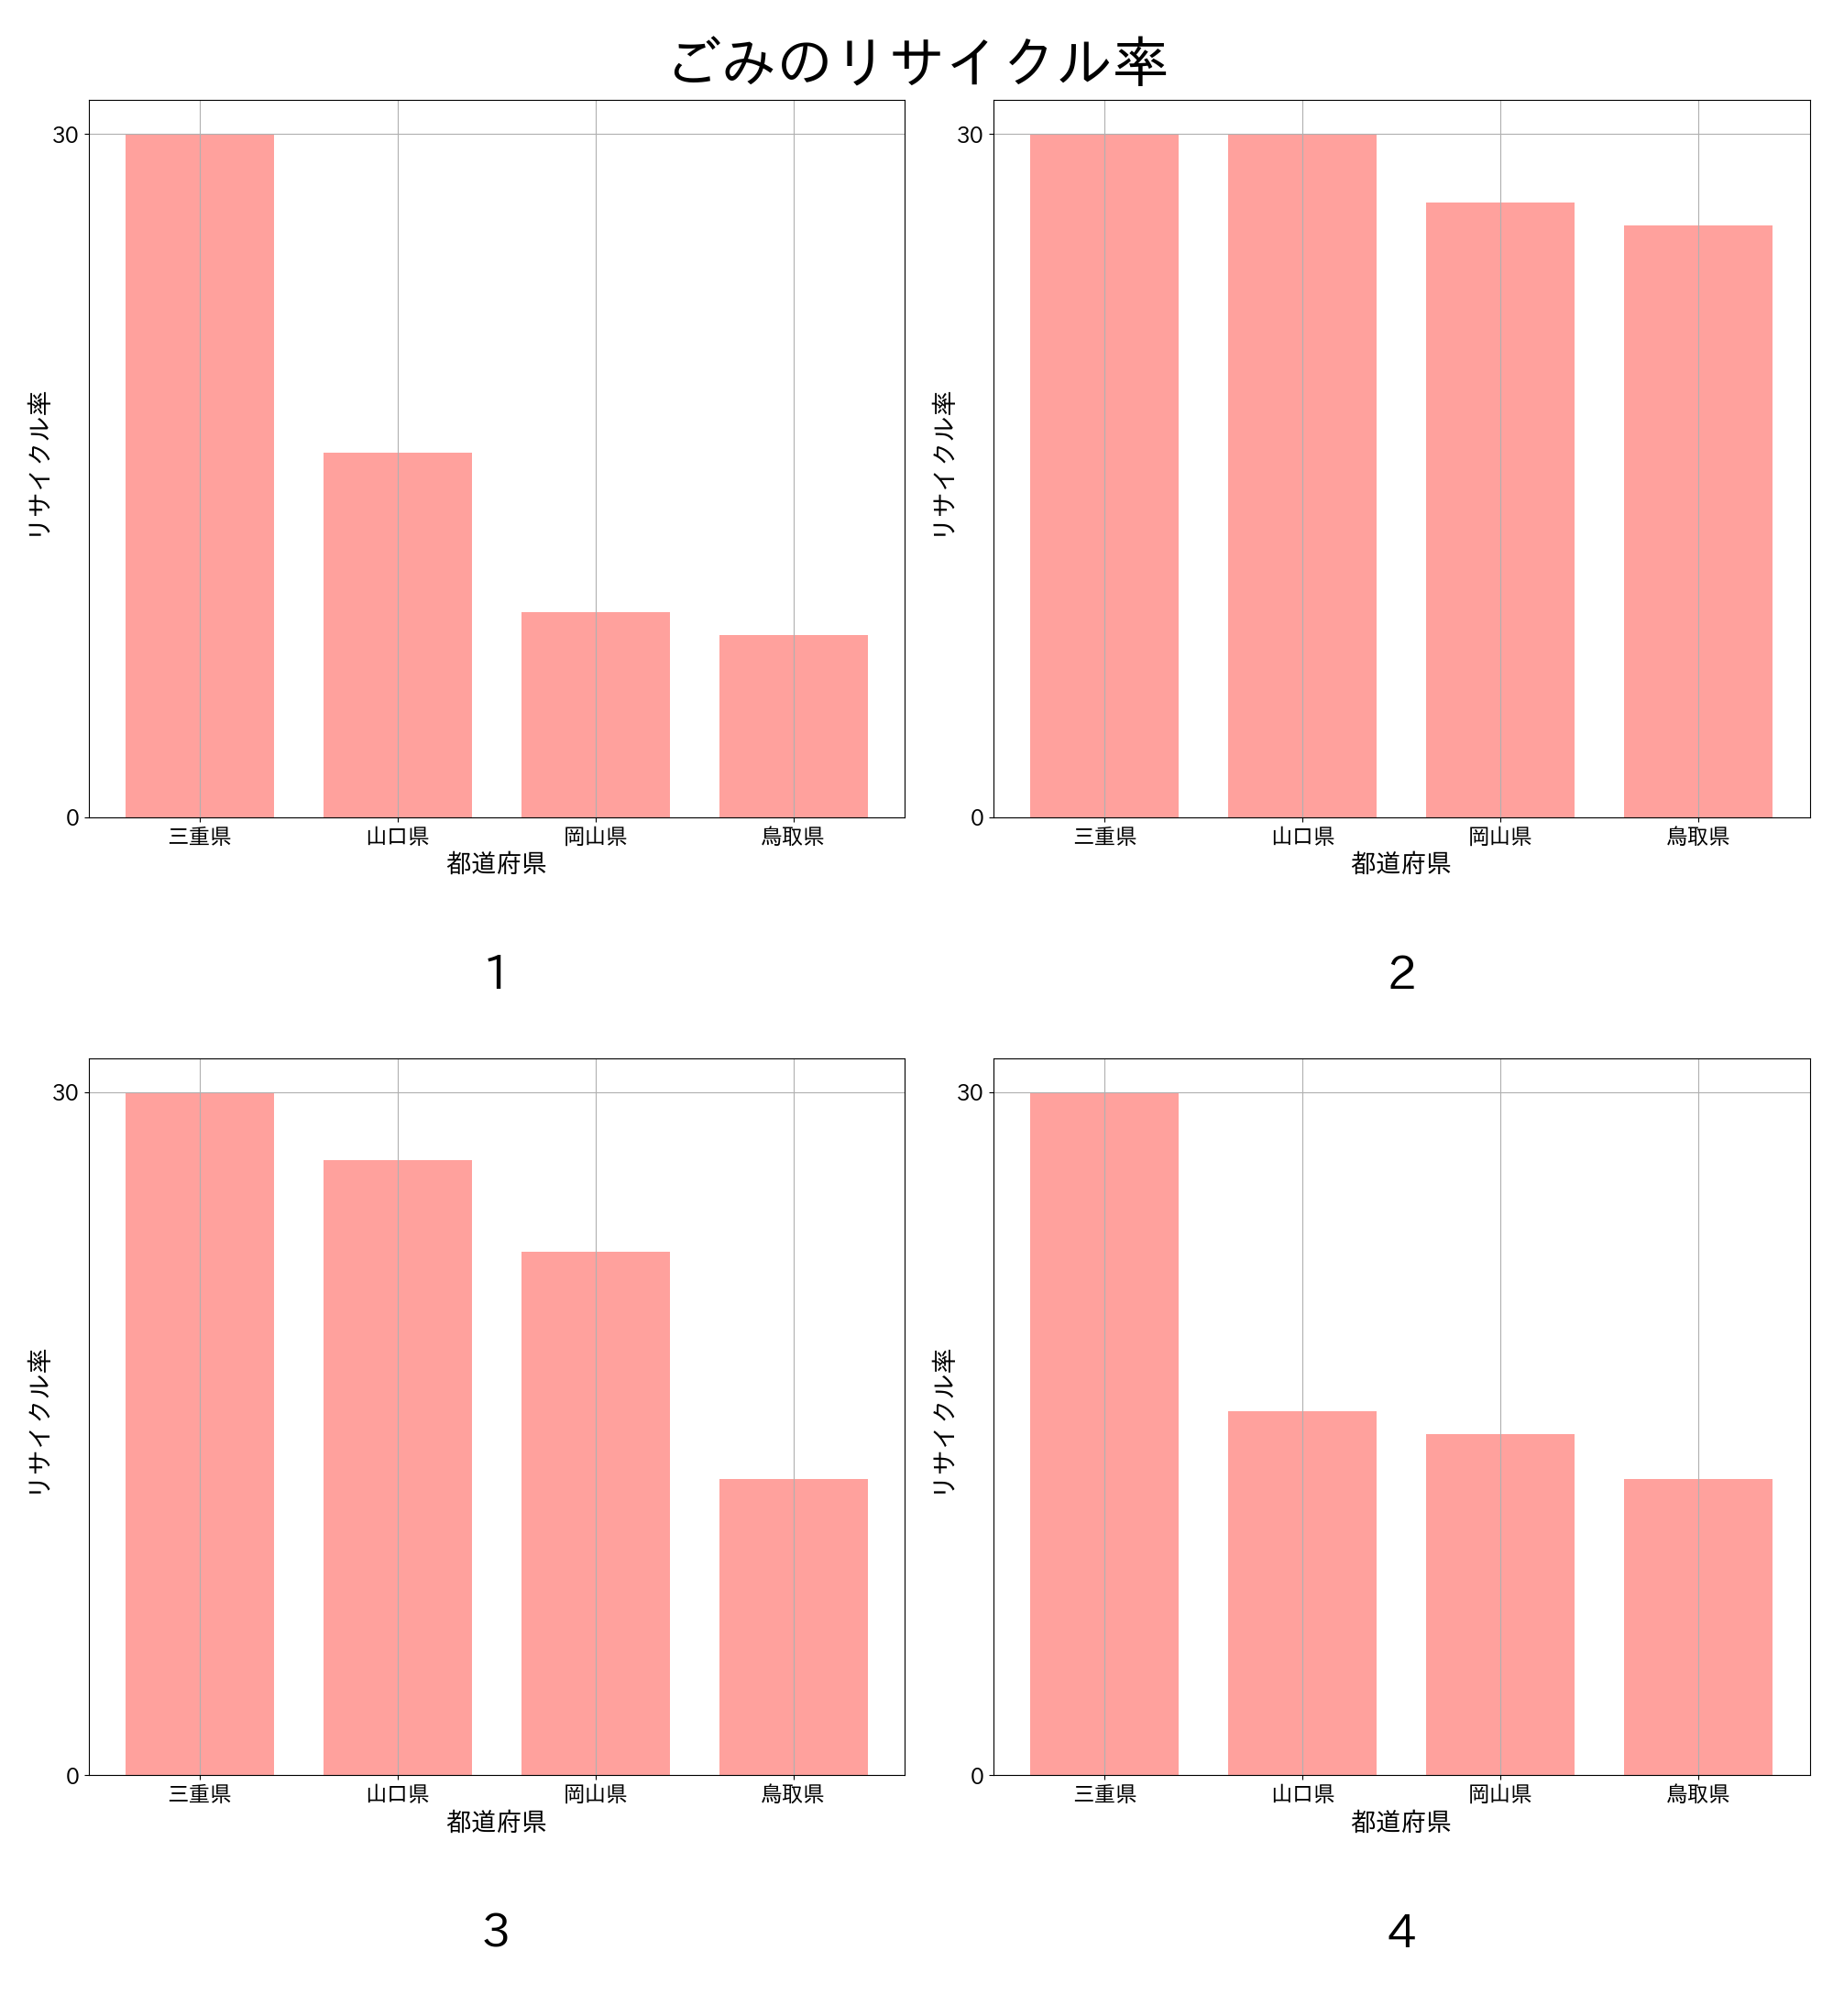 ごみのリサイクル率
30
0
リサイクル率
三重県 山口県 岡山県 鳥取県
都道府県
1
30
0
リサイクル率
三重県 山口県 岡山県 鳥取県
都道府県
2
30
0
リサイクル率
三重県 山口県 岡山県 鳥取県
都道府県
3
30
0
リサイクル率
三重県 山口県 岡山県 鳥取県
都道府県
4